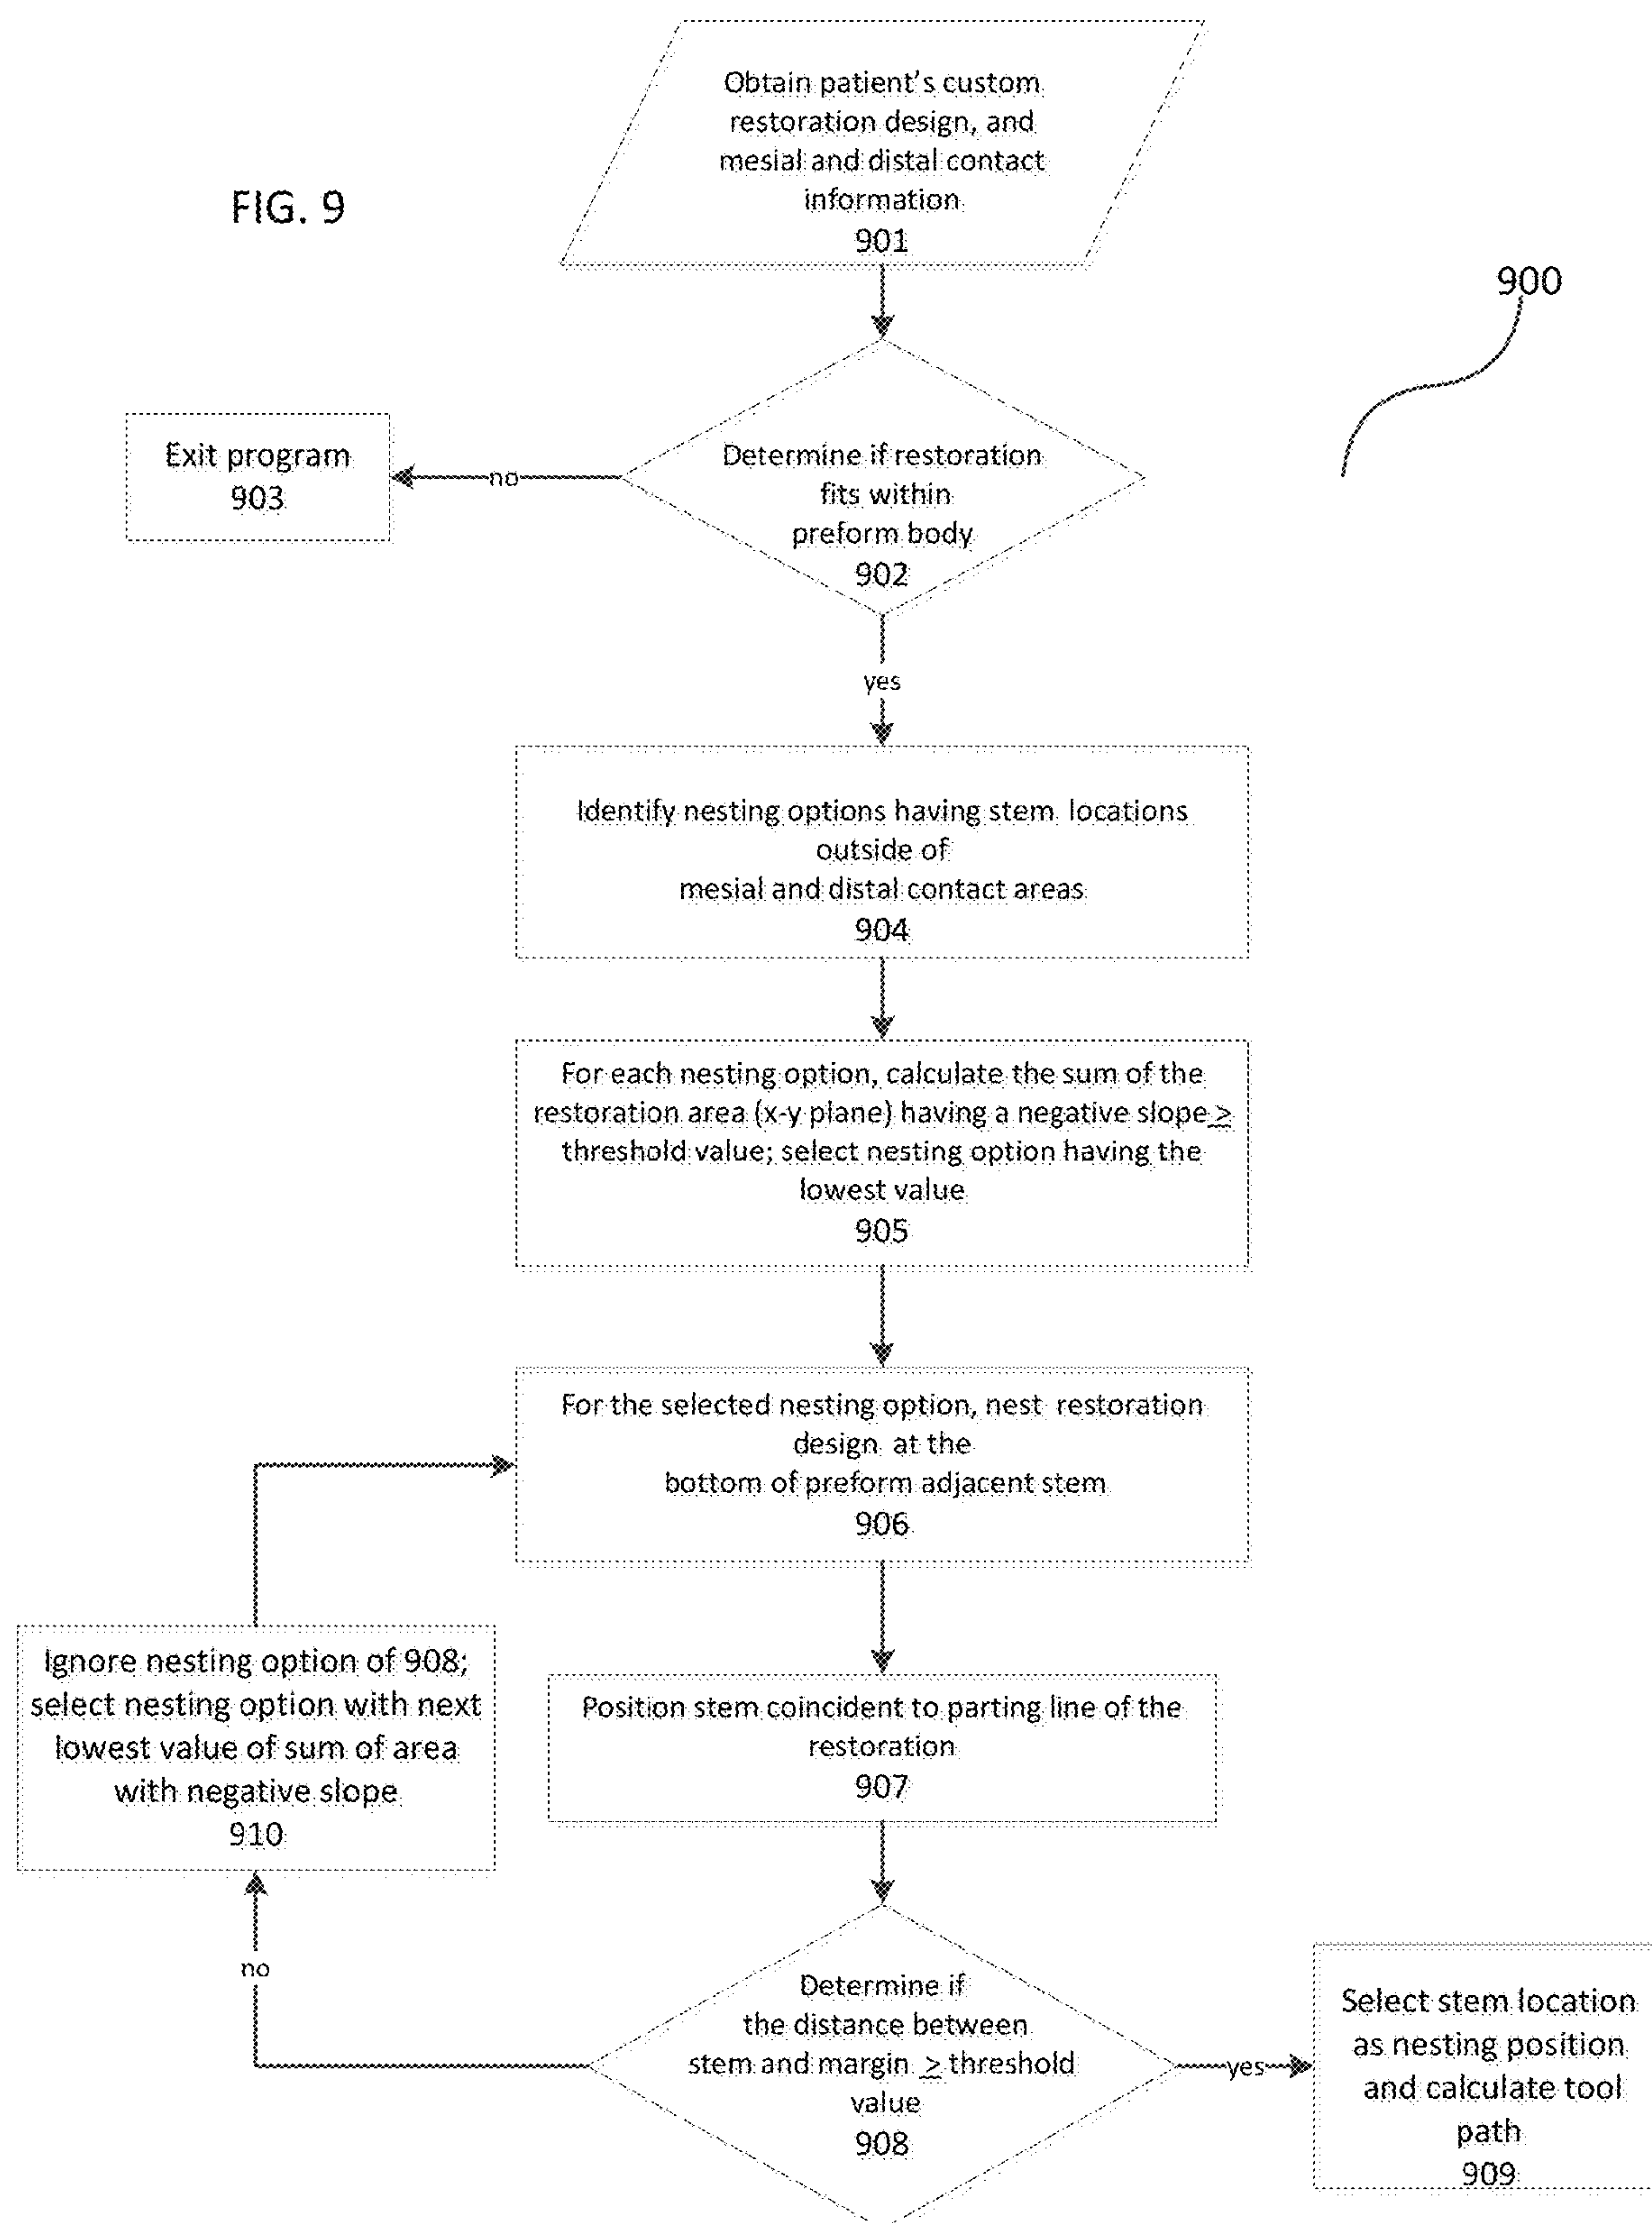 Obtain patient's custom
restoration design, and
mesial and distal contact
information
901
FIG. 9
900
Exit program
903
no
Determine if restoration
fits within
preform body
902
yes
Identify nesting options having stem locations
outside of
mesial and distal contact areas
904
For each nesting option, calculate the sum of the
restoration area (x-y plane) having a negative slope ≥
threshold value; select nesting option having the
lowest value
905
For the selected nesting option, nest restoration
design at the
bottom of preform adjacent stem
906
Ignore nesting option of 908;
select nesting option with next
lowest value of sum of area
with negative slope
910
Position stem coincident to parting line of the
restoration
907
no
Determine if
the distance between
stem and margin ≥ threshold
value
908
yes
Select stem location
as nesting position
and calculate tool
path
909